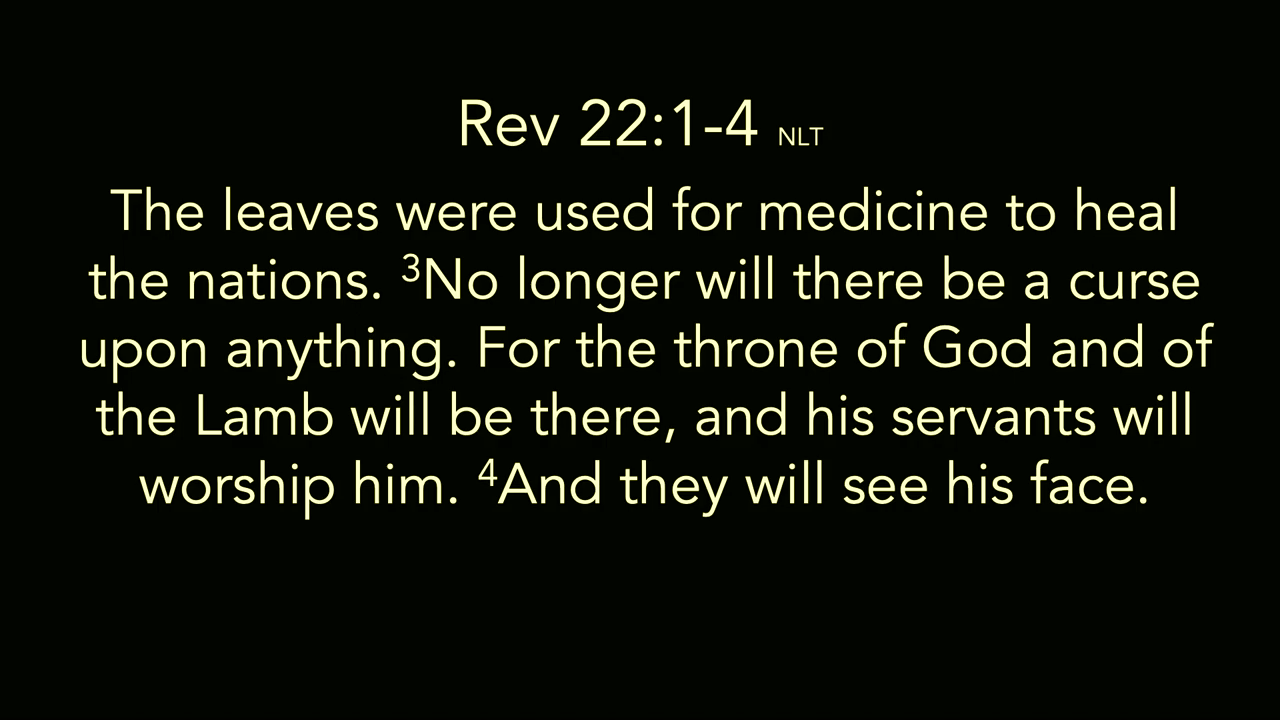 Rev 22:1-4 NLT
The leaves were used for medicine to heal
the nations. ³No longer will there be a curse
upon anything. For the throne of God and of
the Lamb will be there, and his servants will
worship him. ⁴And they will see his face.